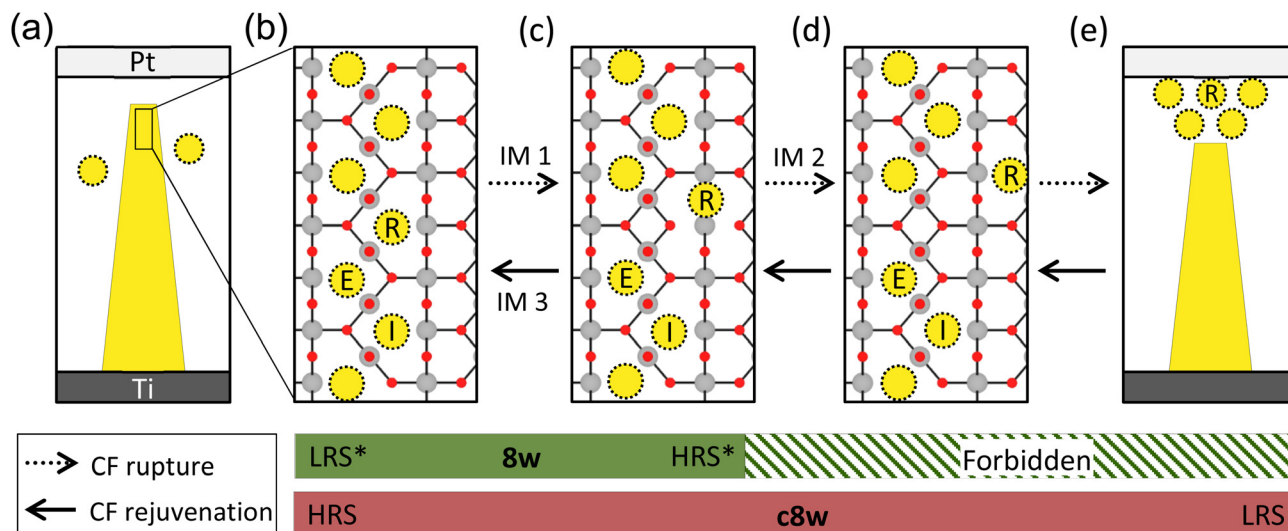 (a)
(b)
(c)
(d)
(e)
Pt
Ti
R
E
I
IM 1
IM 3
R
E
I
IM 2
R
E
I
R
CF rupture
CF rejuvenation
LRS* 8w HRS* Forbidden
HRS c8w LRS